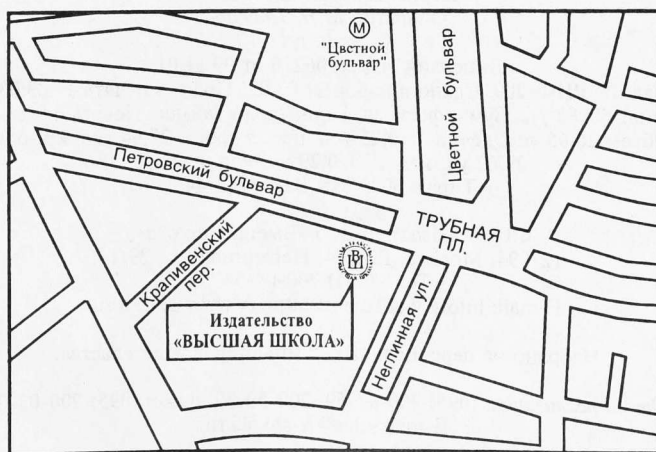 М
"Цветной
бульвар"
Цветной бульвар
Петровский бульвар
ТРУБНАЯ
ПЛ.
Крапивенский
пер.
Неглинная ул.
Издательство
«ВЫСШАЯ ШКОЛА»